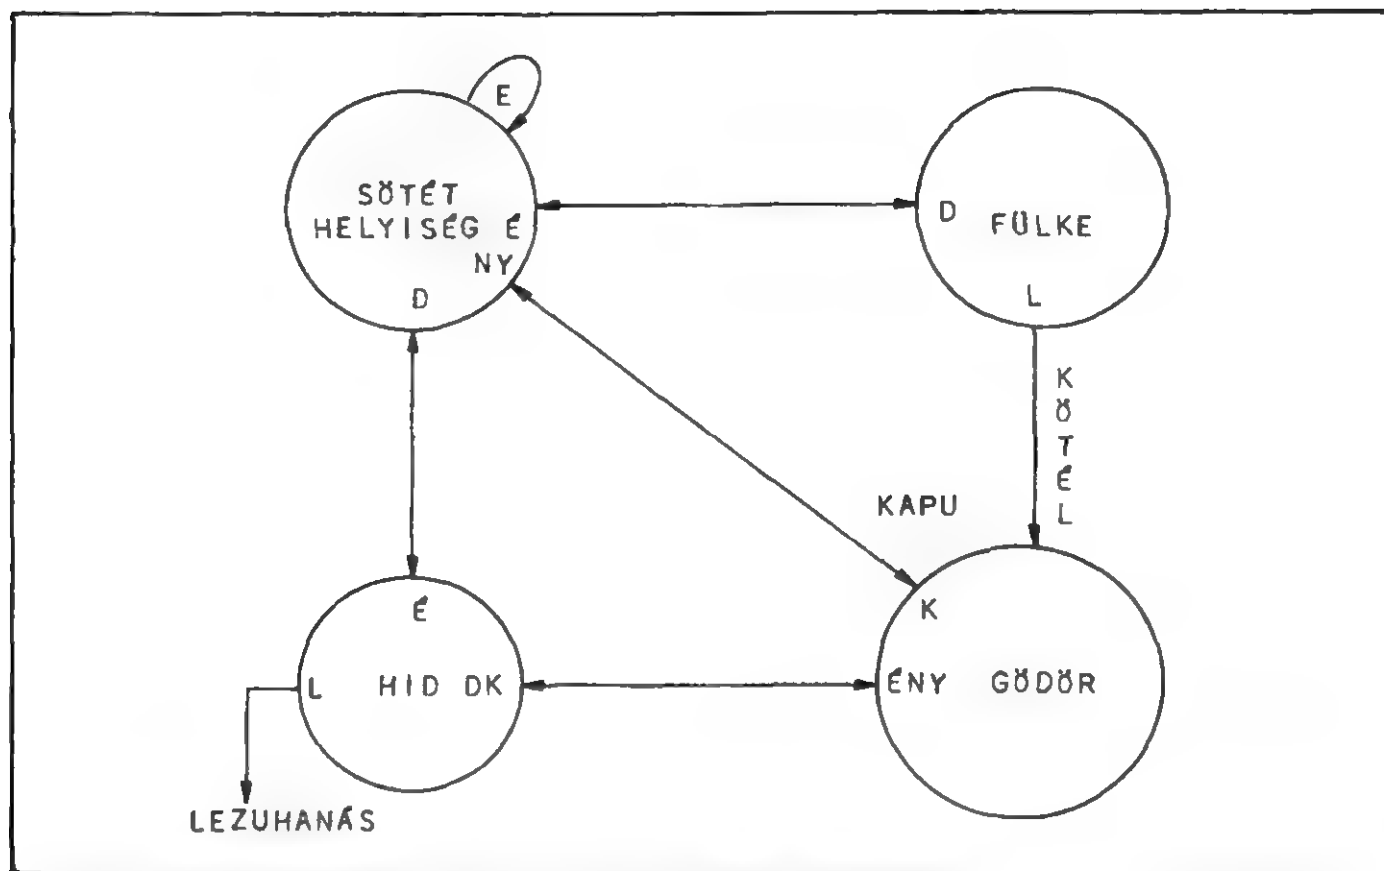 E
SÖTÉT
HELYISÉG É
NY
D
D FÜLKE
L
KÖTÉL
KAPU
K
ÉNY GÖDÖR
É
L HID DK
LEZUHANÁS